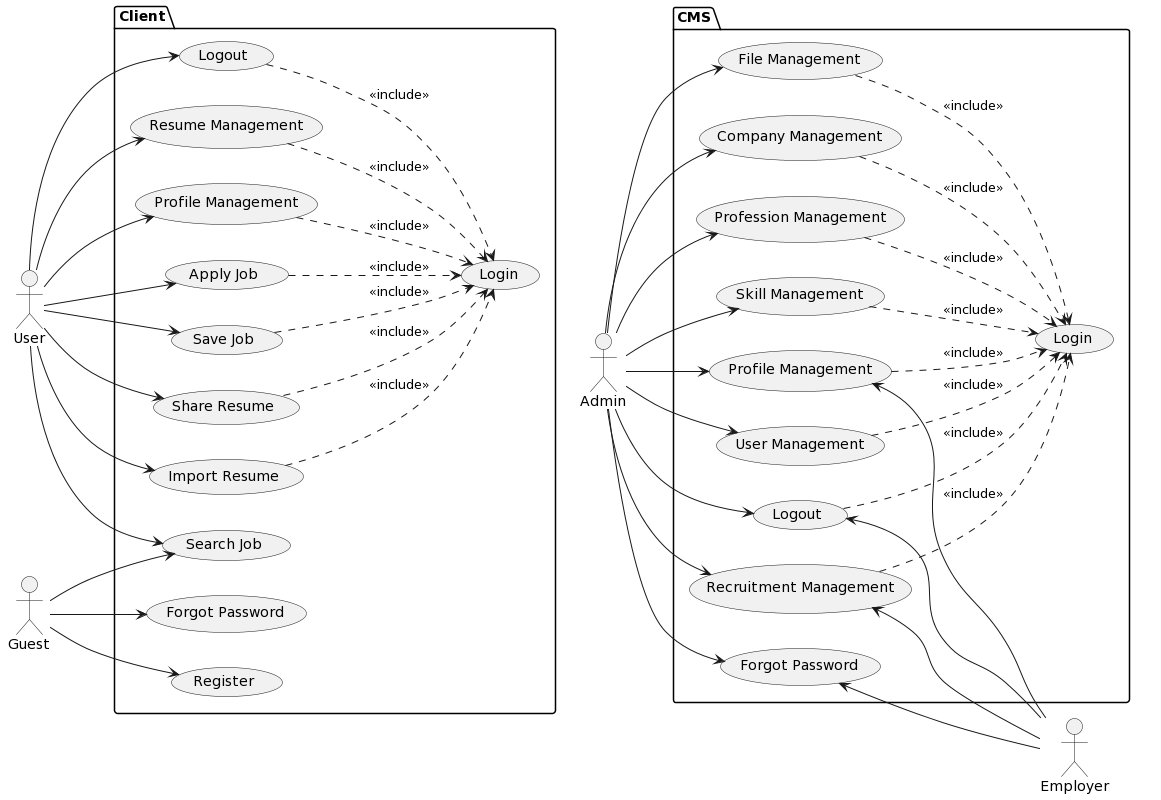 Client
Logout
«include»
Resume Management
«include»
Profile Management
«include»
Apply Job
«include»
Login
«include»
User
Save Job
«include»
Share Resume
«include»
Import Resume
Search Job
Forgot Password
Guest
Register
CMS
File Management
«include»
Company Management
«include»
Profession Management
«include»
Skill Management
«include»
Login
Admin
Profile Management
«include»
«include»
User Management
«include»
Logout
«include»
Recruitment Management
Forgot Password
Employer